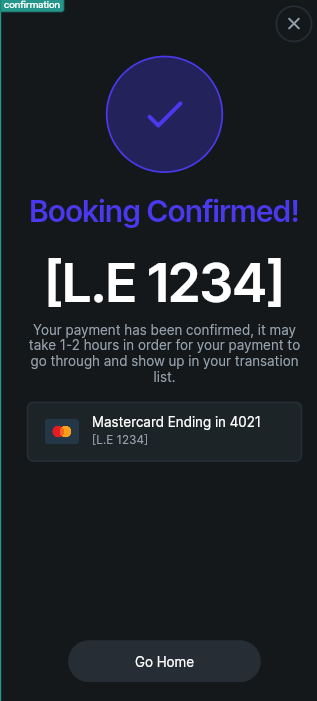 confirmation
Booking Confirmed!
[L.E 1234]
Your payment has been confirmed, it may
take 1-2 hours in order for your payment to
go through and show up in your transation
list.
Mastercard Ending in 4021
[L.E 1234]
Go Home